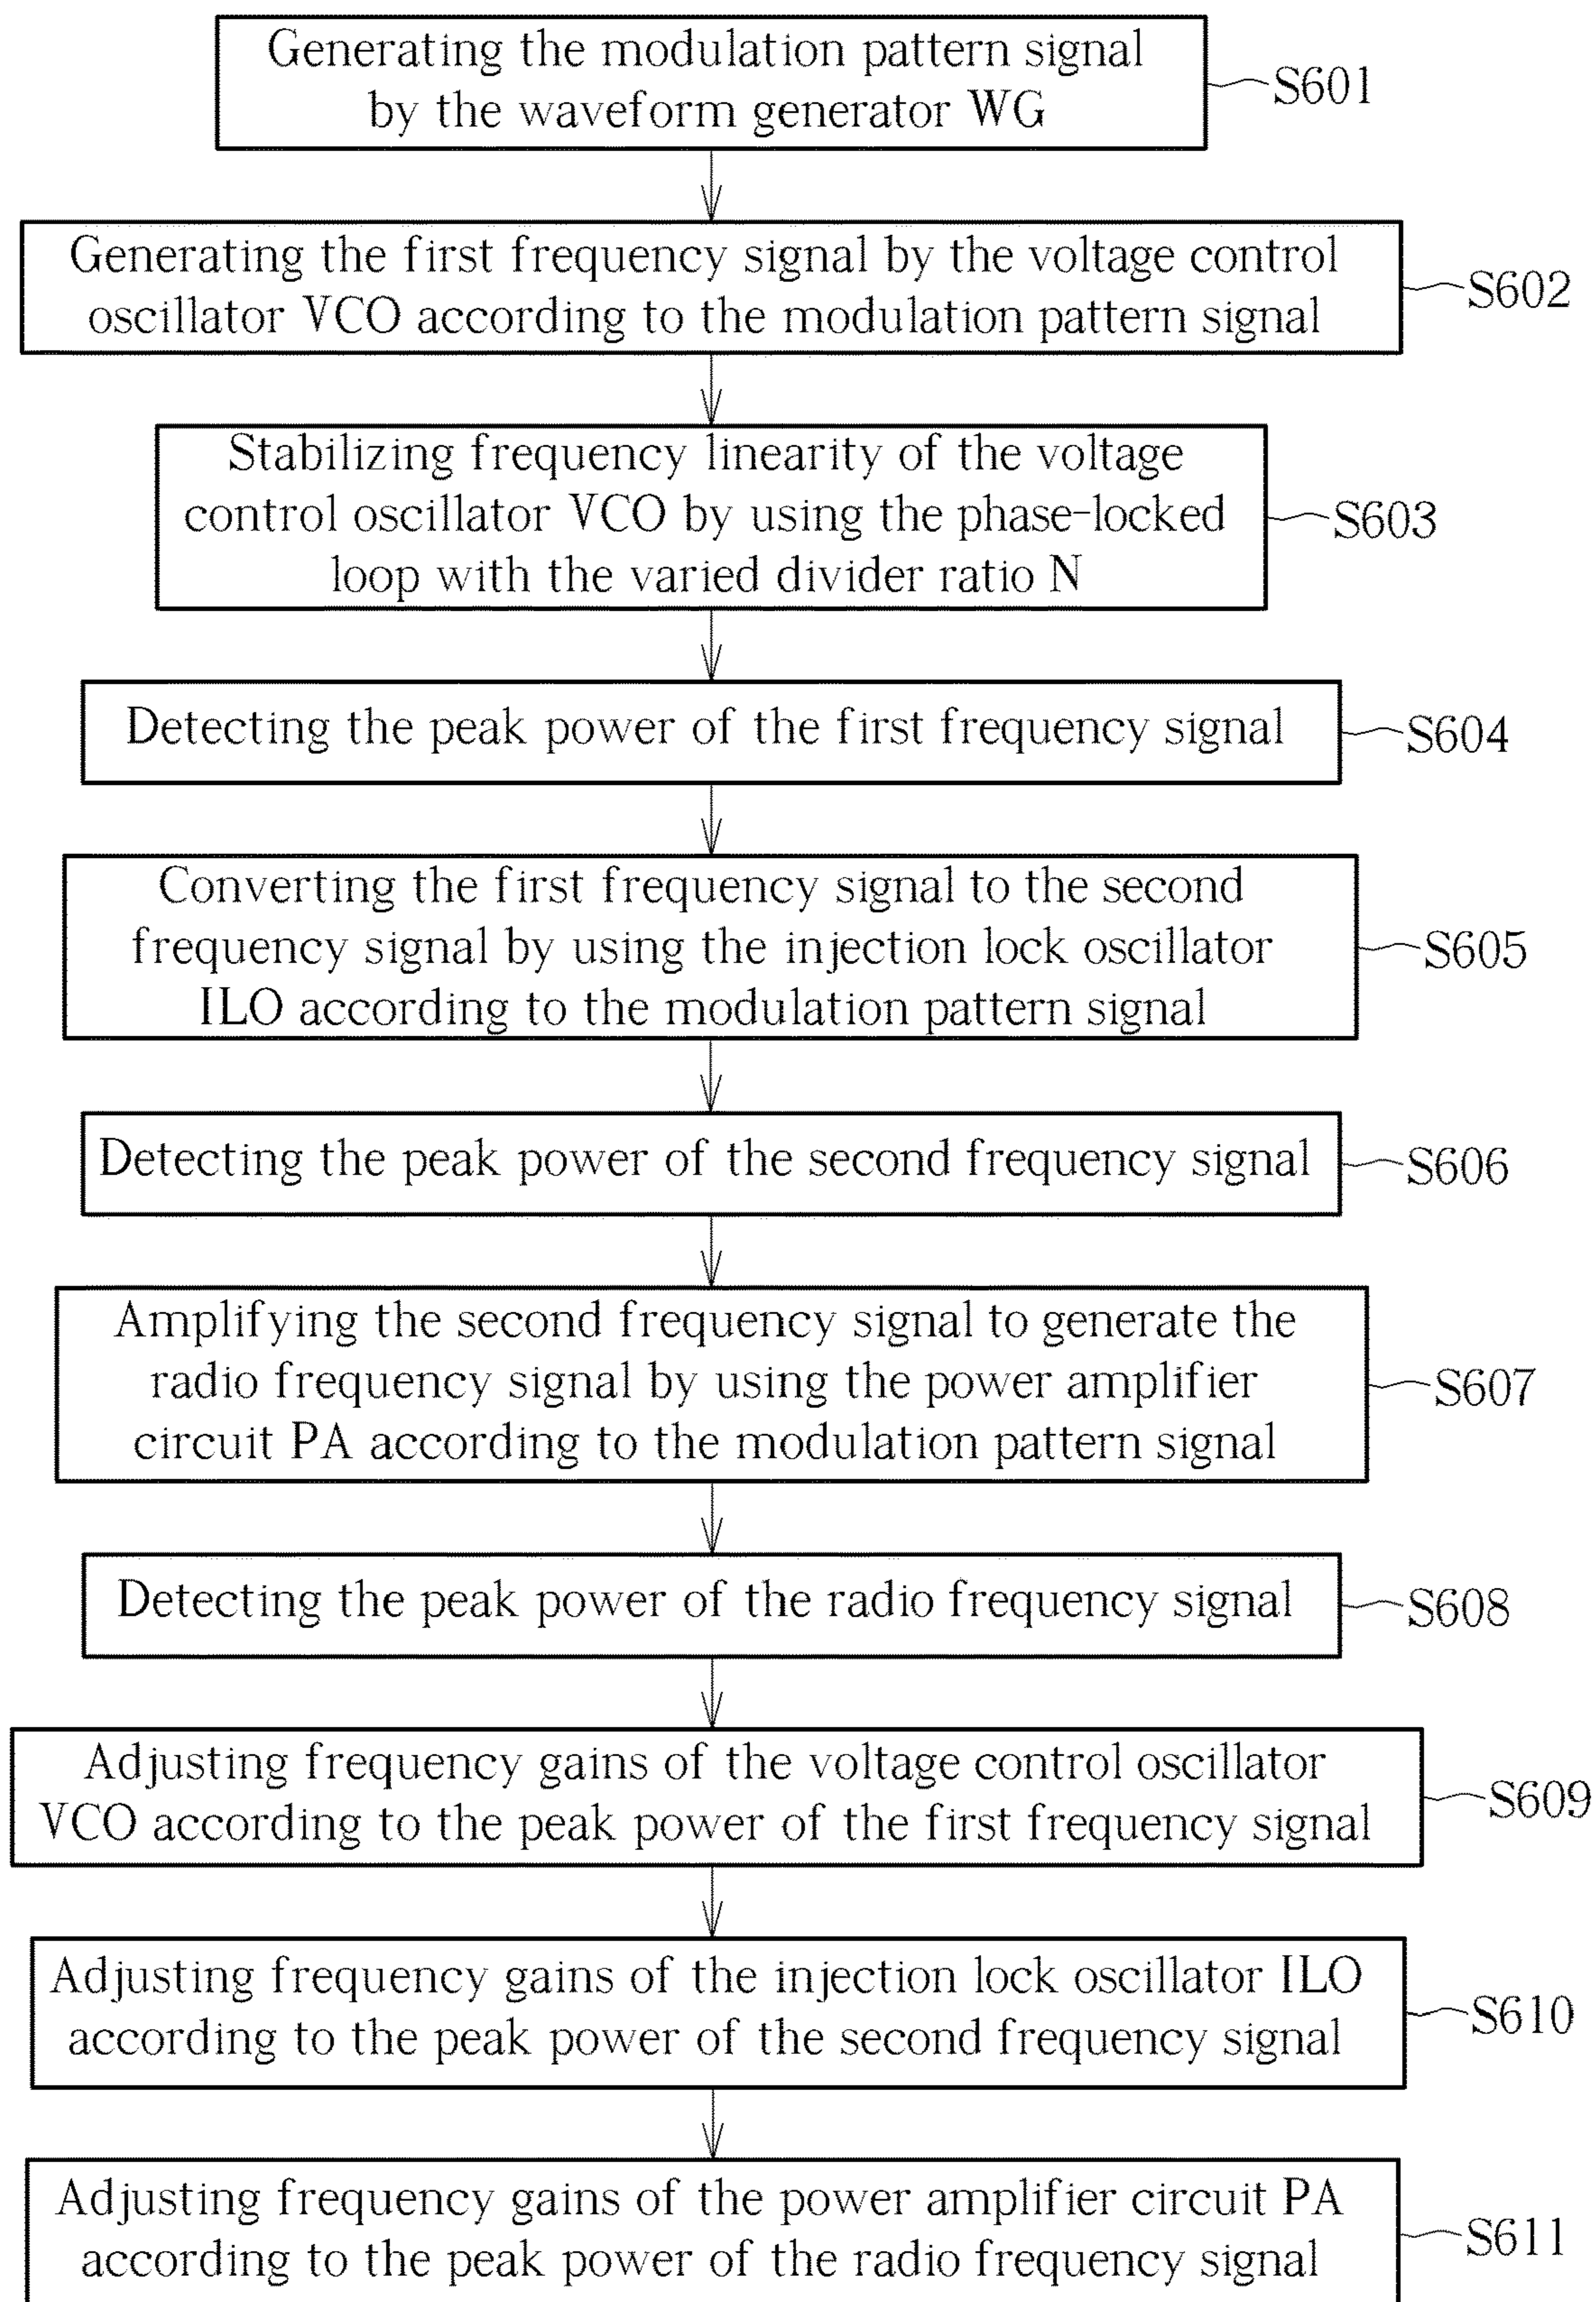 Generating the modulation pattern signal
by the waveform generator WG
S601
Generating the first frequency signal by the voltage control
oscillator VCO according to the modulation pattern signal
S602
Stabilizing frequency linearity of the voltage
control oscillator VCO by using the phase-locked
loop with the varied divider ratio N
S603
Detecting the peak power of the first frequency signal
S604
Converting the first frequency signal to the second
frequency signal by using the injection lock oscillator
ILO according to the modulation pattern signal
S605
Detecting the peak power of the second frequency signal
S606
Amplifying the second frequency signal to generate the
radio frequency signal by using the power amplifier
circuit PA according to the modulation pattern signal
S607
Detecting the peak power of the radio frequency signal
S608
Adjusting frequency gains of the voltage control oscillator
VCO according to the peak power of the first frequency signal
S609
Adjusting frequency gains of the injection lock oscillator ILO
according to the peak power of the second frequency signal
S610
Adjusting frequency gains of the power amplifier circuit PA
according to the peak power of the radio frequency signal
S611